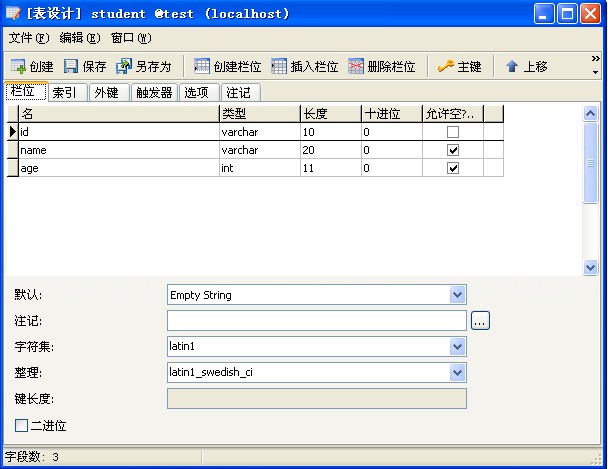 [表设计] student @test (localhost)
文件(F) 编辑(E) 窗口(W)
创建 保存 另存为 创建栏位 插入栏位 删除栏位 主键 上移
栏位 索引 外键 触发器 选项 注记
名 类型 长度 十进位 允许空?..
id varchar 10 0
name varchar 20 0
age int 11 0
默认: Empty String
注记: ...
字符集: latin1
整理: latin1_swedish_ci
键长度:
二进位
字段数: 3